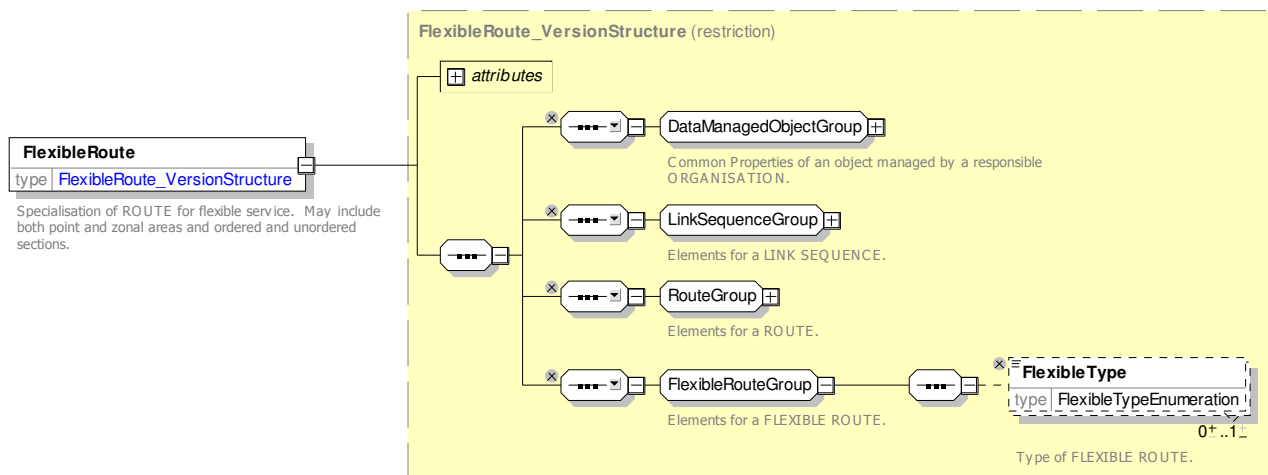 FlexibleRoute_VersionStructure (restriction)
attributes
DataManagedObjectGroup
Common Properties of an object managed by a responsible
ORGANISATION.
FlexibleRoute
type FlexibleRoute_VersionStructure
Specialisation of ROUTE for flexible service. May include
both point and zonal areas and ordered and unordered
sections.
LinkSequenceGroup
Elements for a LINK SEQUENCE.
RouteGroup
Elements for a ROUTE.
FlexibleRouteGroup
Elements for a FLEXIBLE ROUTE.
FlexibleType
type FlexibleTypeEnumeration
0±..1±
Type of FLEXIBLE ROUTE.